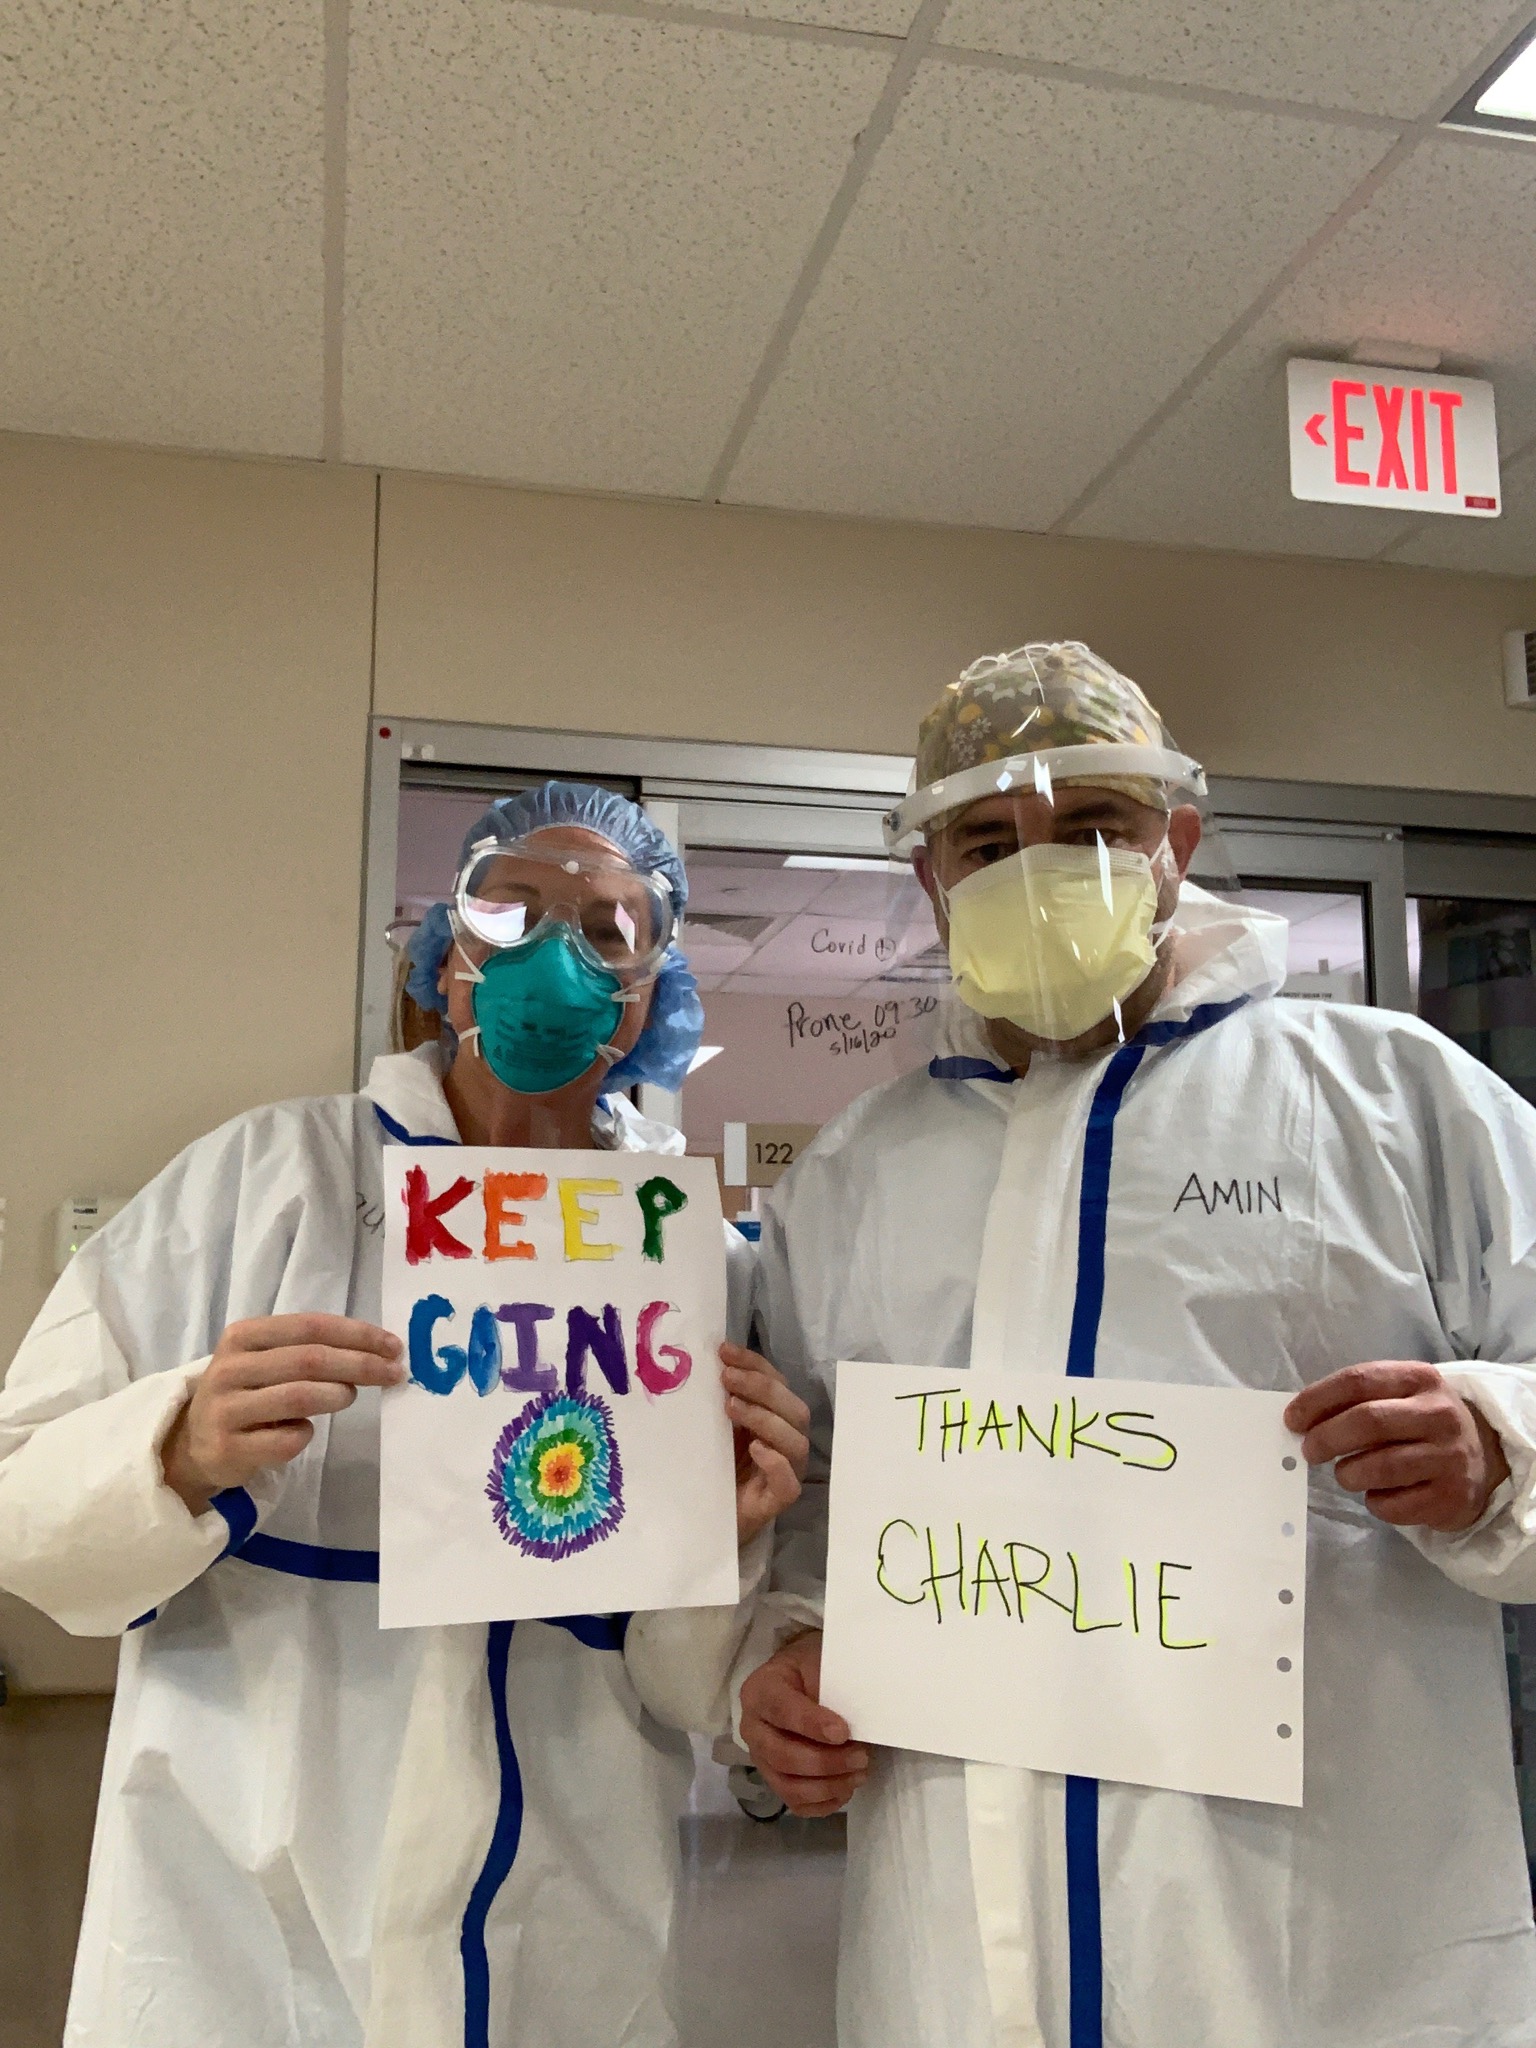 <EXIT
Covid (+)
Prone 09:30
5/16/20
122
AMIN
KEEP
GOING
THANKS
CHARLIE